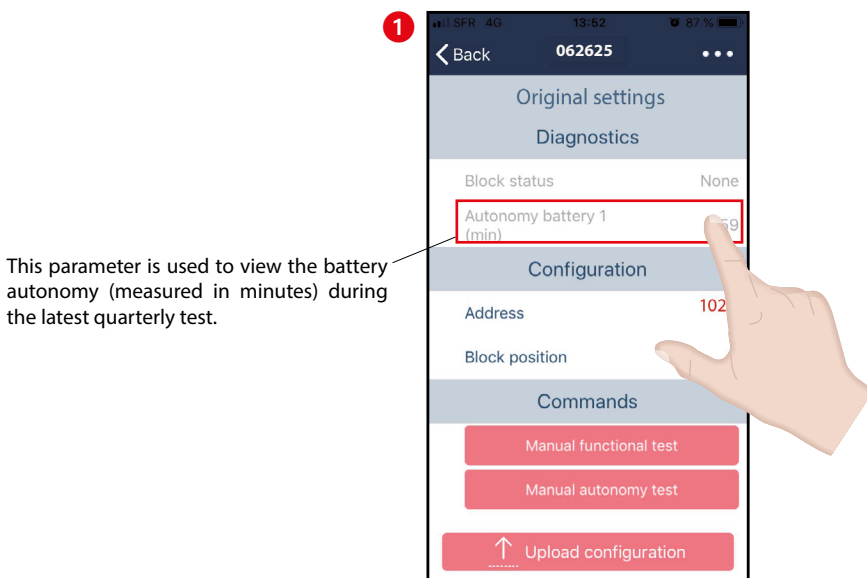 1
SFR 4G 13:52 87 %
Back 062625
Original settings
Diagnostics
Block status None
Autonomy battery 1
(min)
This parameter is used to view the battery
autonomy (measured in minutes) during
the latest quarterly test.
Configuration
Address
Block position
Commands
Manual functional test
Manual autonomy test
Upload configuration